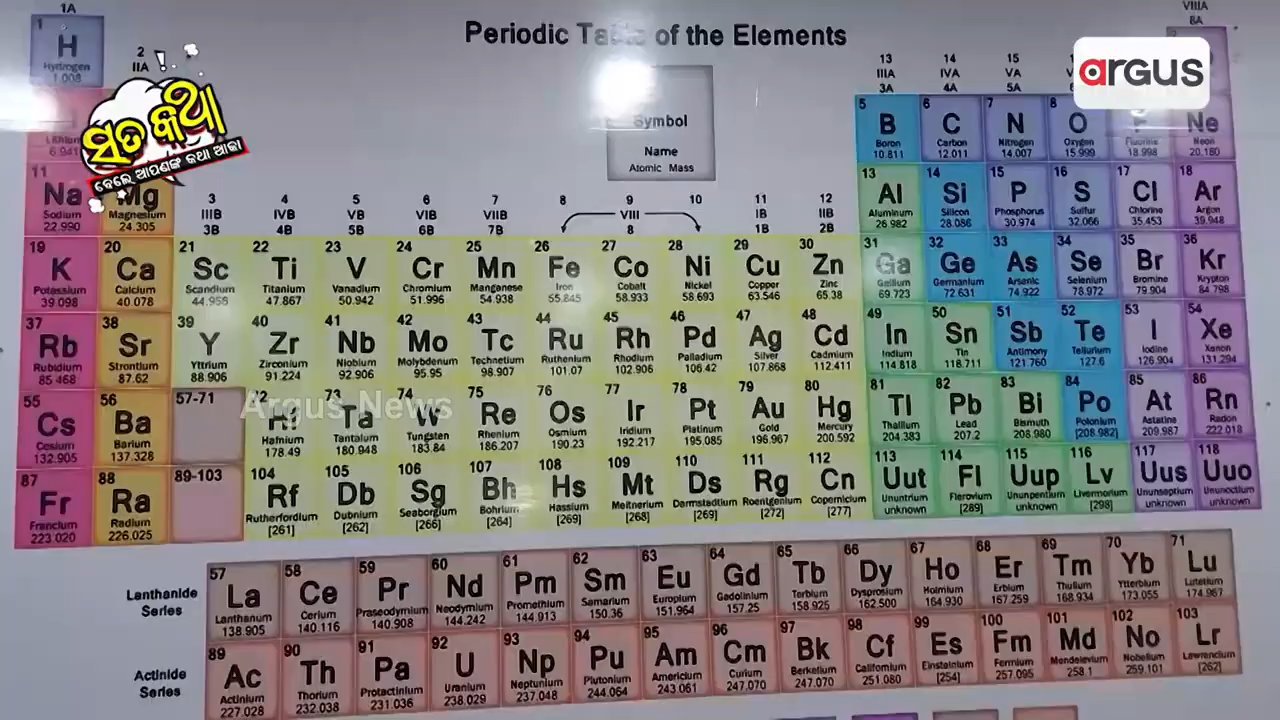 1A
VIIIA
8A
Periodic Table of the Elements
argus
1
H
Hydrogen
1.008
2
IIA
13 14 15
IIIA IVA VA
3A 4A 5A
ସତ କଥା
ବେଲେ ଆପଣଙ୍କ କଥା ଆଜା
Symbol
Name
Atomic Mass
5 6 7 8
B C N O F Ne
Boron Carbon Nitrogen Oxygen Fluorine Neon
6.941 10.811 12.011 14.007 15.999 18.998 20.180
11 13 14 15 16 17 18
Na Mg Al Si P S Cl Ar
Sodium Magnesium Aluminum Silicon Phosphorus Sulfur Chlorine Argon
22.990 24.305 26.982 28.086 30.974 32.066 35.453 39.948
3 4 5 6 7 8 9 10 11 12
IIIB IVB VB VIB VIIB VIII IB IIB
3B 4B 5B 6B 7B 8 1B 2B
19 20 21 22 23 24 25 26 27 28 29 30 31 32 33 34 35 36
K Ca Sc Ti V Cr Mn Fe Co Ni Cu Zn Ga Ge As Se Br Kr
Potassium Calcium Scandium Titanium Vanadium Chromium Manganese Iron Cobalt Nickel Copper Zinc Gallium Germanium Arsenic Selenium Bromine Krypton
39.098 40.078 44.956 47.867 50.942 51.996 54.938 55.845 58.933 58.693 63.546 65.38 69.723 72.631 74.922 78.972 79.904 84.798
37 38 39 40 41 42 43 44 45 46 47 48 49 50 51 52 53 54
Rb Sr Y Zr Nb Mo Tc Ru Rh Pd Ag Cd In Sn Sb Te I Xe
Rubidium Strontium Yttrium Zirconium Niobium Molybdenum Technetium Ruthenium Rhodium Palladium Silver Cadmium Indium Tin Antimony Tellurium Iodine Xenon
85.468 87.62 88.906 91.224 92.906 95.95 98.907 101.07 102.906 106.42 107.868 112.411 114.818 118.711 121.760 127.6 126.904 131.294
55 56 57-71 72 73 74 75 76 77 78 79 80 81 82 83 84 85 86
Argus News
Cs Ba Hf Ta W Re Os Ir Pt Au Hg Tl Pb Bi Po At Rn
Cesium Barium Hafnium Tantalum Tungsten Rhenium Osmium Iridium Platinum Gold Mercury Thallium Lead Bismuth Polonium Astatine Radon
132.905 137.328 178.49 180.948 183.84 186.207 190.23 192.217 195.085 196.967 200.592 204.383 207.2 208.980 [208.982] 209.987 222.018
87 88 89-103 104 105 106 107 108 109 110 111 112 113 114 115 116 117 118
Fr Ra Rf Db Sg Bh Hs Mt Ds Rg Cn Uut Fl Uup Lv Uus Uuo
Francium Radium Rutherfordium Dubnium Seaborgium Bohrium Hassium Meitnerium Darmstadtium Roentgenium Copernicium Ununtrium Flerovium Ununpentium Livermorium Ununseptium Ununoctium
223.020 226.025 [261] [262] [266] [264] [269] [268] [269] [272] [277] unknown [289] unknown [298] unknown unknown
57 58 59 60 61 62 63 64 65 66 67 68 69 70 71
Lanthanide La Ce Pr Nd Pm Sm Eu Gd Tb Dy Ho Er Tm Yb Lu
Series Lanthanum Cerium Praseodymium Neodymium Promethium Samarium Europium Gadolinium Terbium Dysprosium Holmium Erbium Thulium Ytterbium Lutetium
138.905 140.116 140.908 144.242 144.913 150.36 151.964 157.25 158.925 162.500 164.930 167.259 168.934 173.055 174.967
89 90 91 92 93 94 95 96 97 98 99 100 101 102 103
Actinide Ac Th Pa U Np Pu Am Cm Bk Cf Es Fm Md No Lr
Series Actinium Thorium Protactinium Uranium Neptunium Plutonium Americium Curium Berkelium Californium Einsteinium Fermium Mendelevium Nobelium Lawrencium
227.028 232.038 231.036 238.029 237.048 244.064 243.061 247.070 247.070 251.080 [254] 257.095 258.1 259.101 [262]